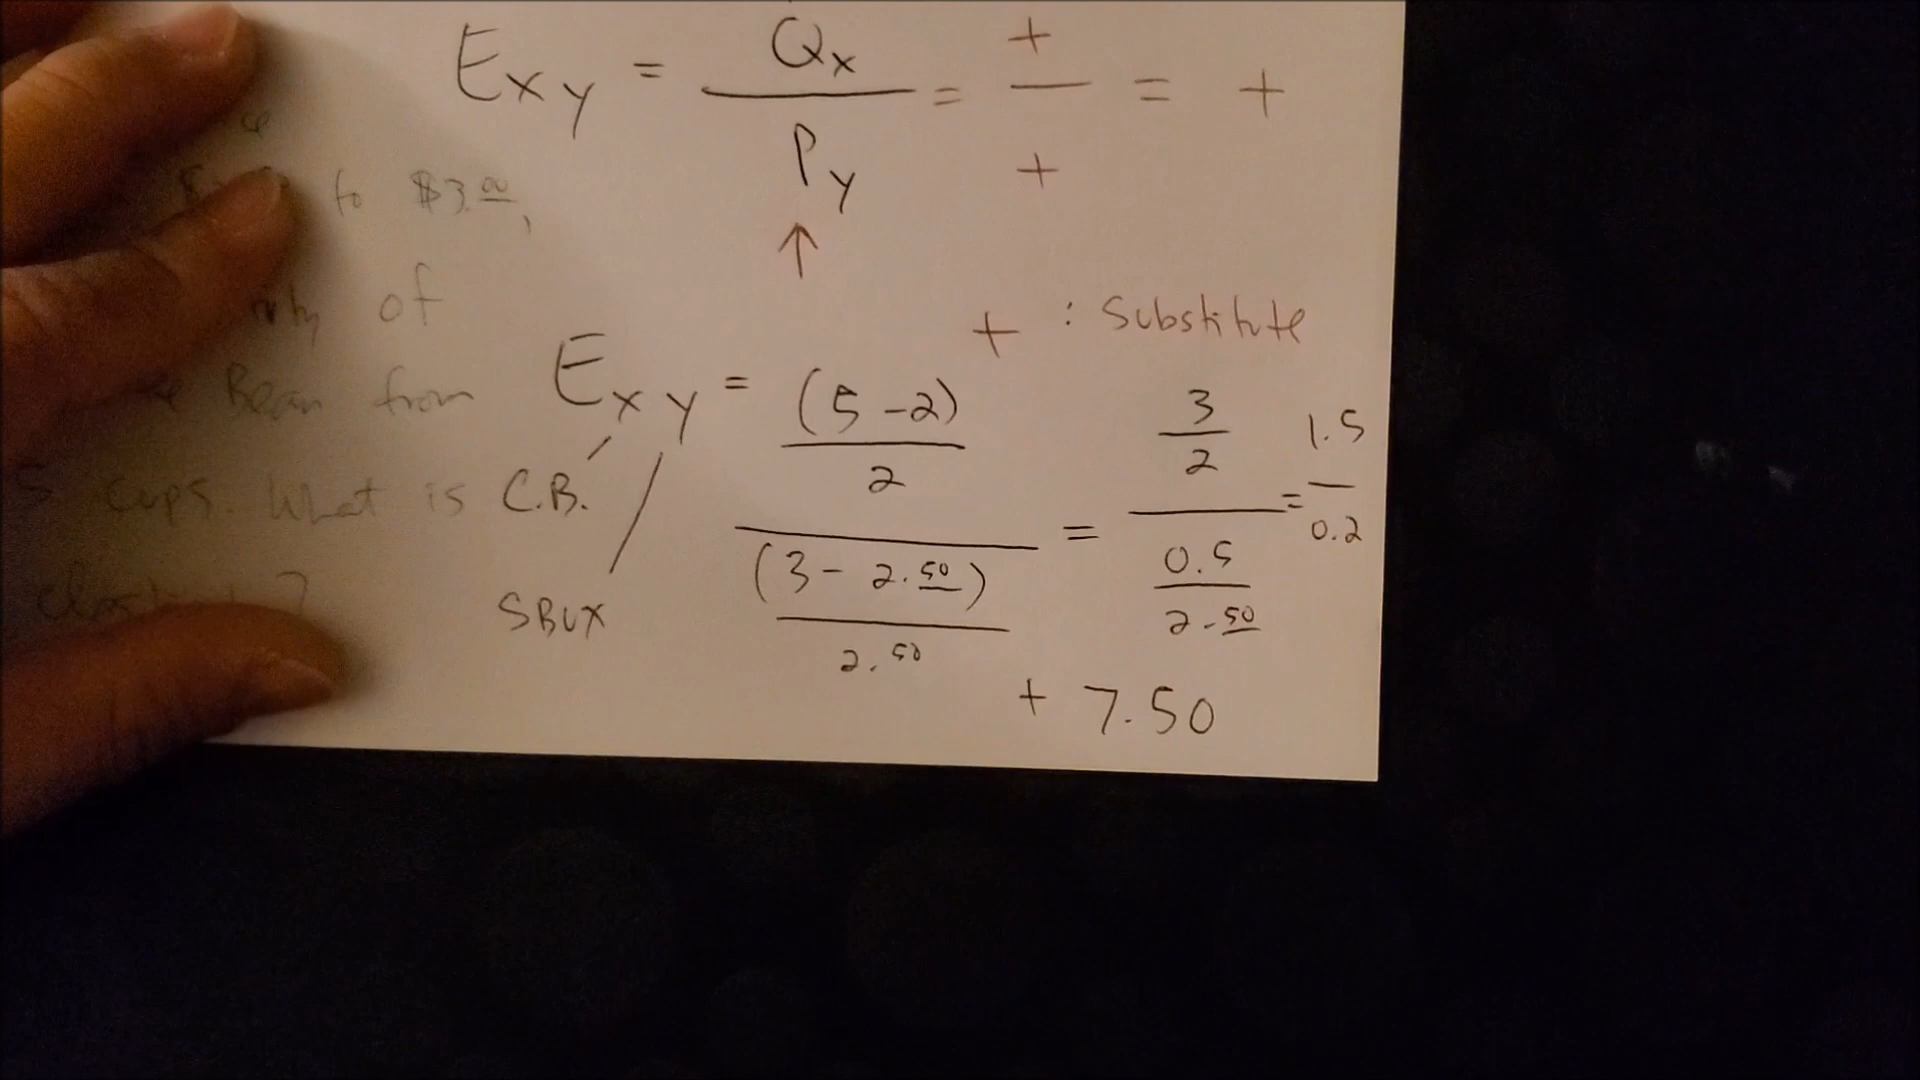 Exy = Qx / Py = + / + = +
↑
to $3.00,
of
+ : Substitute
Bean from
Exy = (5 - 2) / 2 / (3 - 2.50) / 2.50 = 3 / 2 / 0.5 / 2.50 = 1.5 / 0.2
5 cups. What is
C.B.
SBUX
+ 7.50